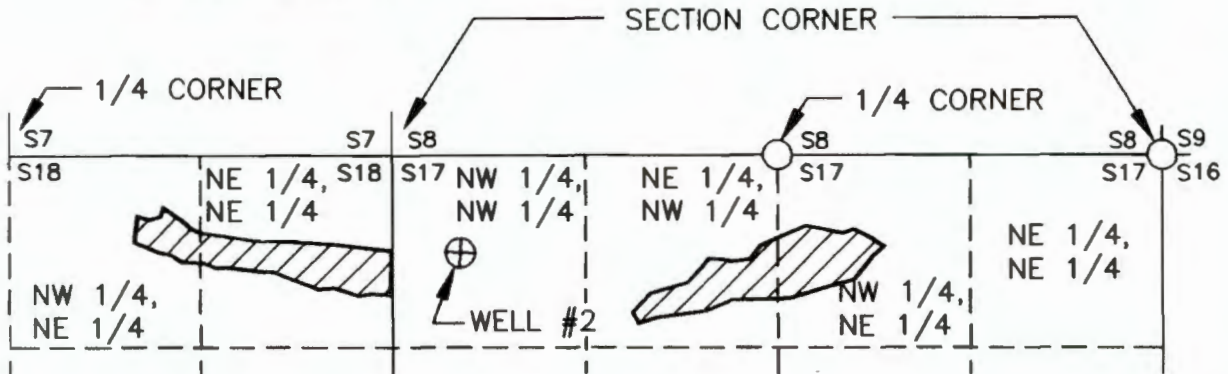 SECTION CORNER
1/4 CORNER
1/4 CORNER
S7
S7
S8
S8
S8
S9
S18
S18
S17
S17
S17
S16
NE 1/4,
NE 1/4
NW 1/4,
NW 1/4
NE 1/4,
NW 1/4
NE 1/4,
NE 1/4
NW 1/4,
NE 1/4
WELL #2
NW 1/4,
NE 1/4